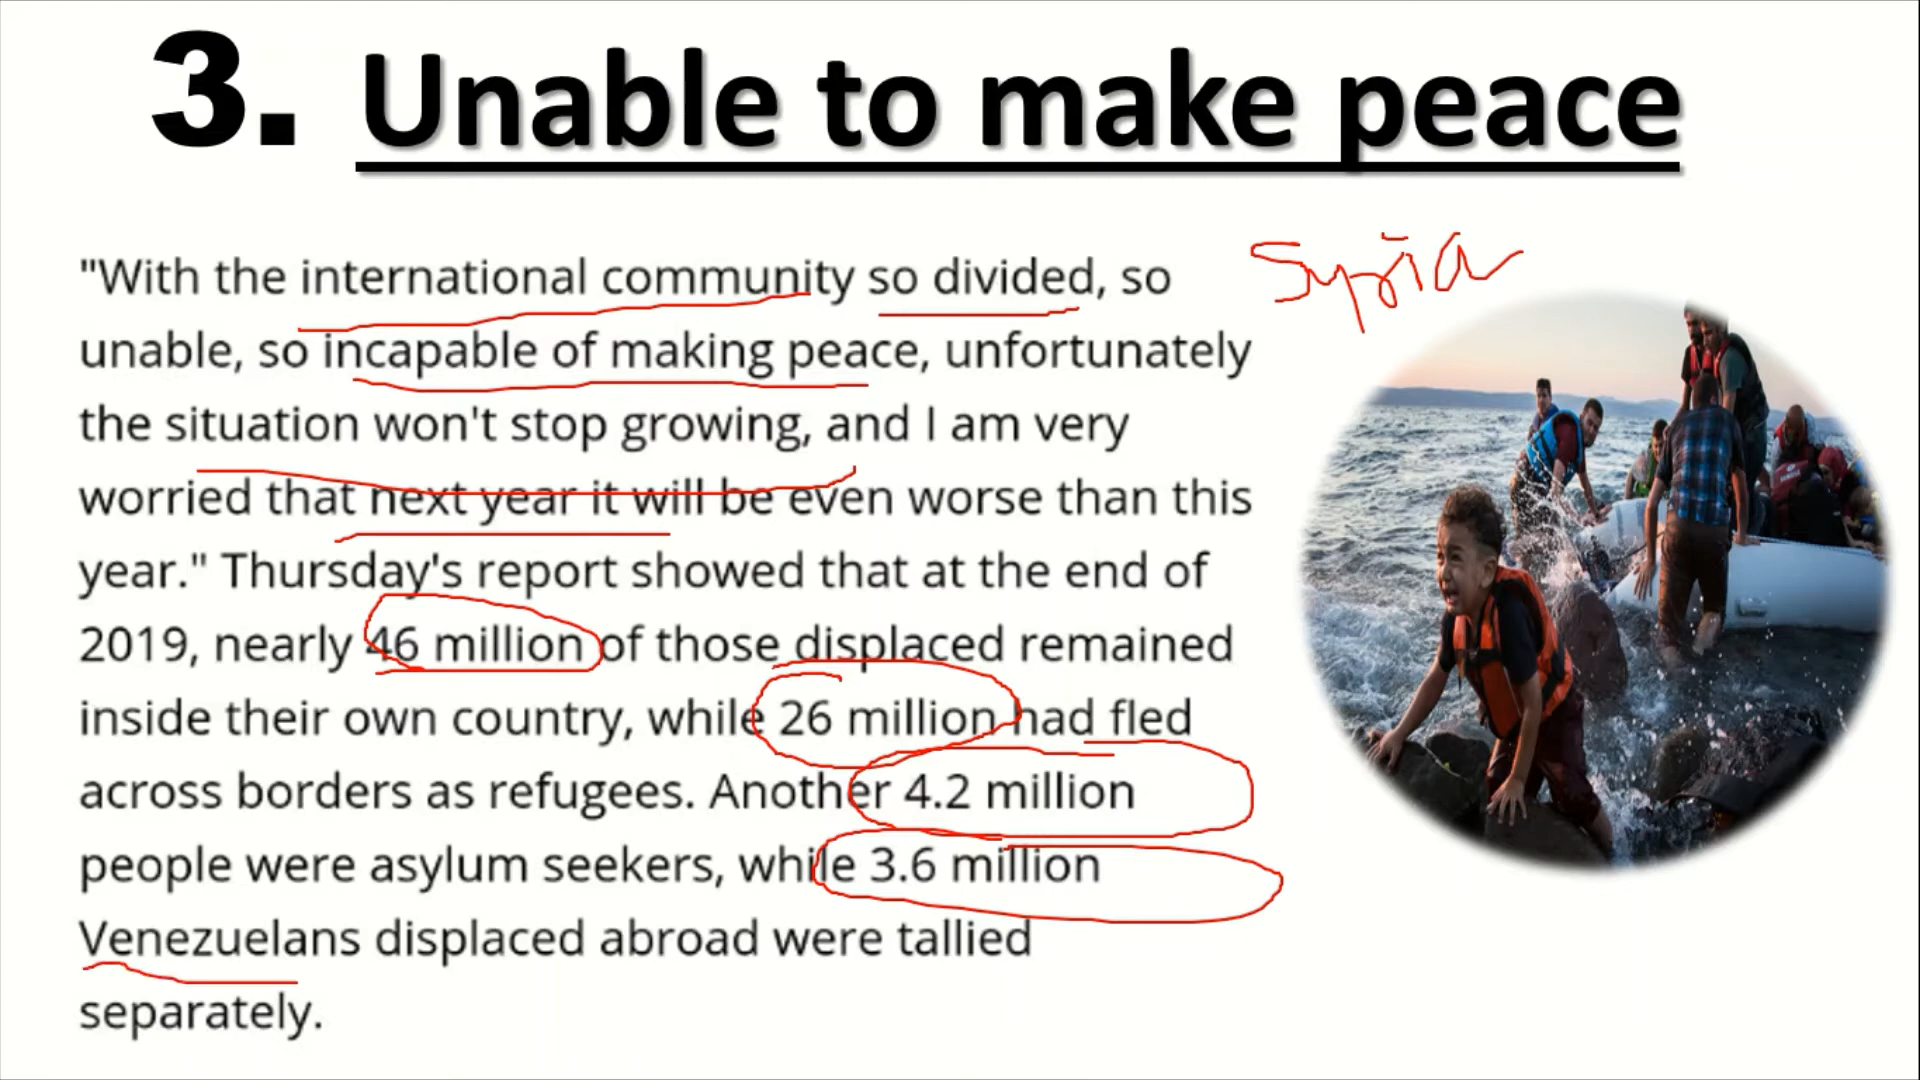 3. Unable to make peace
Syria
"With the international community so divided, so
unable, so incapable of making peace, unfortunately
the situation won't stop growing, and I am very
worried that next year it will be even worse than this
year." Thursday's report showed that at the end of
2019, nearly 46 million of those displaced remained
inside their own country, while 26 million had fled
across borders as refugees. Another 4.2 million
people were asylum seekers, while 3.6 million
Venezuelans displaced abroad were tallied
separately.